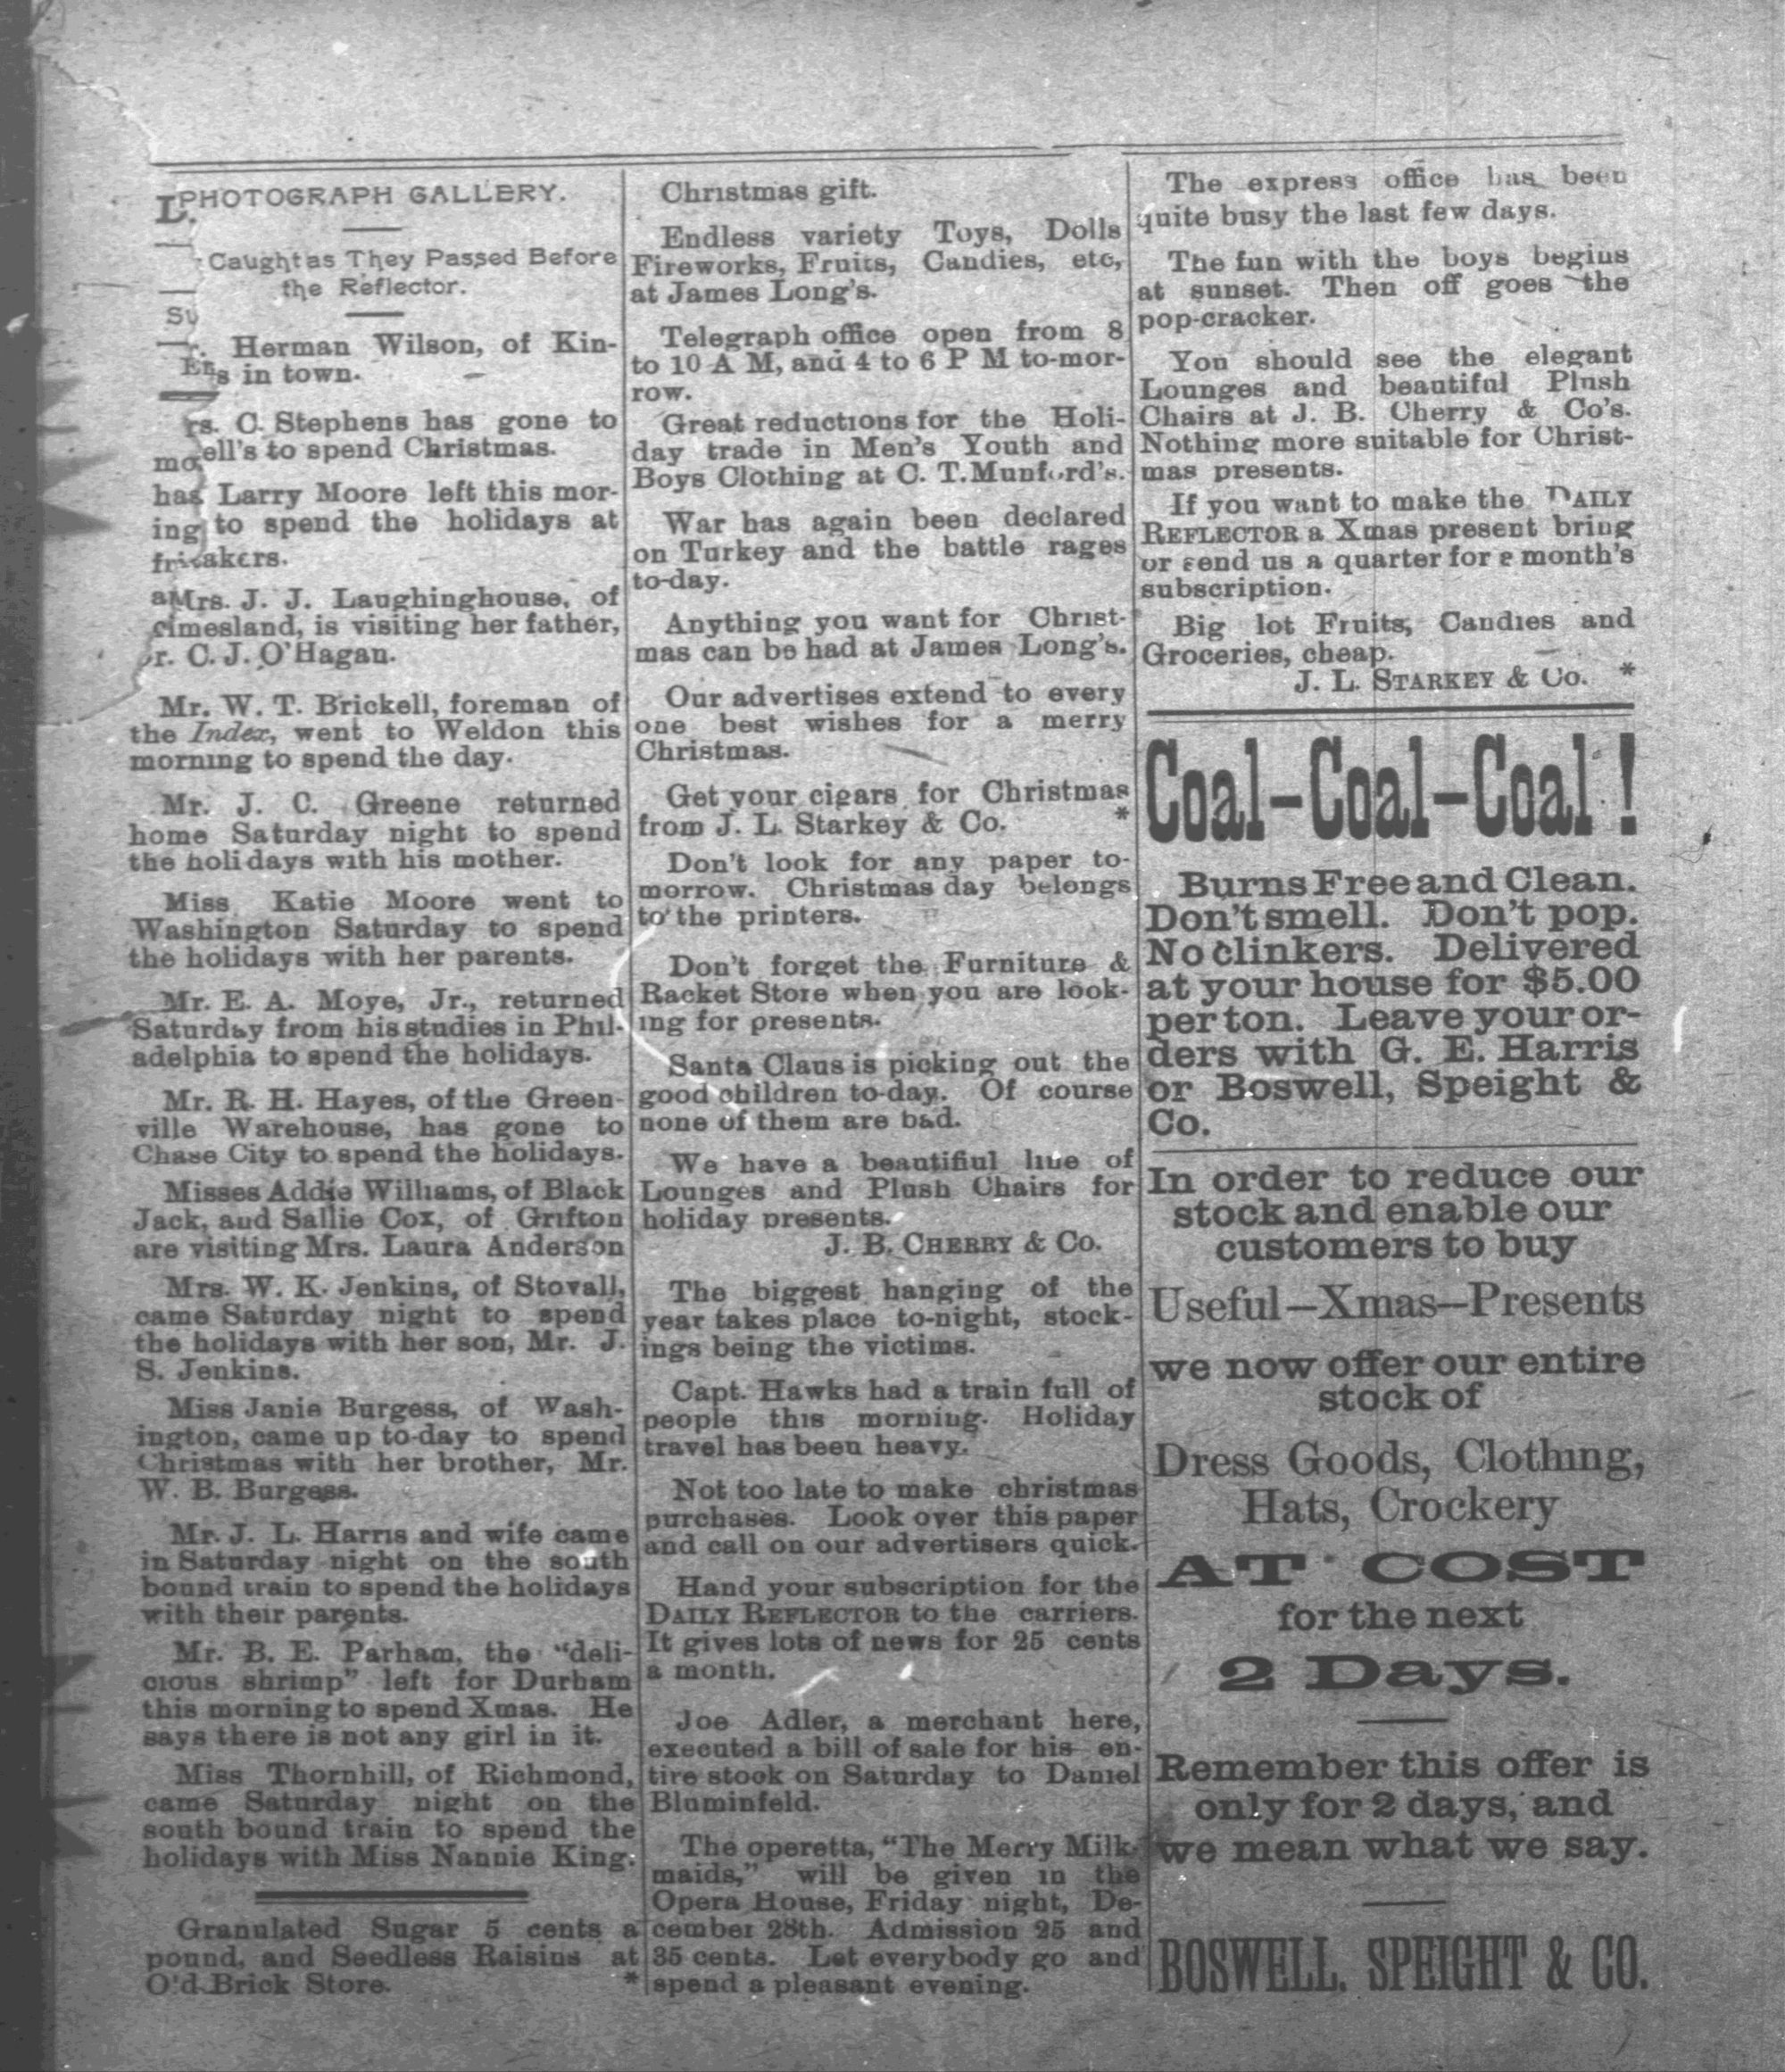 PHOTOGRAPH GALLERY.
Caught as They Passed Before
the Reflector.
Herman Wilson, of Kin-
s in town.
rs. C. Stephens has gone to
ell's to spend Christmas.
Larry Moore left this mor-
to spend the holidays at
akers.
Mrs. J. J. Laughinghouse, of
imesland, is visiting her father,
r. C. J. O'Hagan.
Mr. W. T. Brickell, foreman of
the Index, went to Weldon this
morning to spend the day.
Mr. J. C. Greene returned
home Saturday night to spend
the holidays with his mother.
Miss Katie Moore went to
Washington Saturday to spend
the holidays with her parents.
Mr. E. A. Moye, Jr., returned
Saturday from his studies in Phil-
adelphia to spend the holidays.
Mr. R. H. Hayes, of the Green-
ville Warehouse, has gone to
Chase City to spend the holidays.
Misses Addie Williams, of Black
Jack, and Sallie Cox, of Grifton
are visiting Mrs. Laura Anderson
Mrs. W. K. Jenkins, of Stovall,
came Saturday night to spend
the holidays with her son, Mr. J.
S. Jenkins.
Miss Janie Burgess, of Wash-
ington, came up to-day to spend
Christmas with her brother, Mr.
W. B. Burgess.
Mr. J. L. Harris and wife came
in Saturday night on the south
bound train to spend the holidays
with their parents.
Mr. B. E. Parham, the "deli-
cious shrimp" left for Durham
this morning to spend Xmas. He
says there is not any girl in it.
Miss Thornhill, of Richmond,
came Saturday night on the
south bound train to spend the
holidays with Miss Nannie King.
Granulated Sugar 5 cents a
pound, and Seedless Raisins at
O'd Brick Store. *
Christmas gift.
Endless variety Toys, Dolls
Fireworks, Fruits, Candies, etc,
at James Long's.
Telegraph office open from 8
to 10 A M, and 4 to 6 P M to-mor-
row.
Great reductions for the Holi-
day trade in Men's Youth and
Boys Clothing at C. T. Munford's.
War has again been declared
on Turkey and the battle rages
to-day.
Anything you want for Christ-
mas can be had at James Long's.
Our advertises extend to every
one best wishes for a merry
Christmas.
Get your cigars for Christmas
from J. L. Starkey & Co. *
Don't look for any paper to-
morrow. Christmas day belongs
to the printers.
Don't forget the Furniture &
Racket Store when you are look-
ing for presents.
Santa Claus is picking out the
good children to-day. Of course
none of them are bad.
We have a beautifiul line of
Lounges and Plush Chairs for
holiday presents.
J. B. CHERRY & Co.
The biggest hanging of the
year takes place to-night, stock-
ings being the victims.
Capt. Hawks had a train full of
people this morning. Holiday
travel has been heavy.
Not too late to make christmas
purchases. Look over this paper
and call on our advertisers quick.
Hand your subscription for the
DAILY REFLECTOR to the carriers.
It gives lots of news for 25 cents
a month.
Joe Adler, a merchant here,
executed a bill of sale for his en-
tire stock on Saturday to Daniel
Bluminfeld.
The operetta, "The Merry Milk-
maids," will be given in the
Opera House, Friday night, De-
cember 28th. Admission 25 and
35 cents. Let everybody go and
spend a pleasant evening.
The express office has been
quite busy the last few days.
The fun with the boys begins
at sunset. Then off goes the
pop-cracker.
You should see the elegant
Lounges and beautiful Plush
Chairs at J. B. Cherry & Co's.
Nothing more suitable for Christ-
mas presents.
If you want to make the DAILY
REFLECTOR a Xmas present bring
or send us a quarter for a month's
subscription.
Big lot Fruits, Candies and
Groceries, cheap.
J. L. STARKEY & Co. *
Coal-Coal-Coal!
Burns Free and Clean.
Don't smell. Don't pop.
No clinkers. Delivered
at your house for $5.00
per ton. Leave your or-
ders with G. E. Harris
or Boswell, Speight &
Co.
In order to reduce our
stock and enable our
customers to buy
Useful-Xmas-Presents
we now offer our entire
stock of
Dress Goods, Clothing,
Hats, Crockery
AT COST
for the next
2 Days.
Remember this offer is
only for 2 days, and
we mean what we say.
BOSWELL, SPEIGHT & CO.